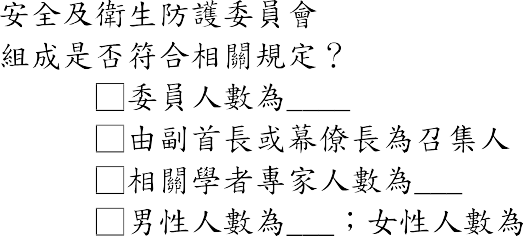 安全及衛生防護委員會
組成是否符合相關規定？
□委員人數為____
□由副首長或幕僚長為召集人
□相關學者專家人數為___
□男性人數為___；女性人數為